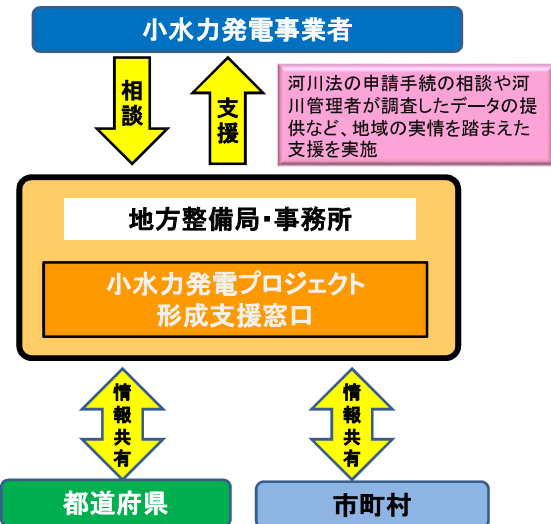 小水力発電事業者
相談
支援
河川法の申請手続の相談や河
川管理者が調査したデータの提
供など、地域の実情を踏まえた
支援を実施
地方整備局・事務所
小水力発電プロジェクト
形成支援窓口
情報共有
情報共有
都道府県
市町村